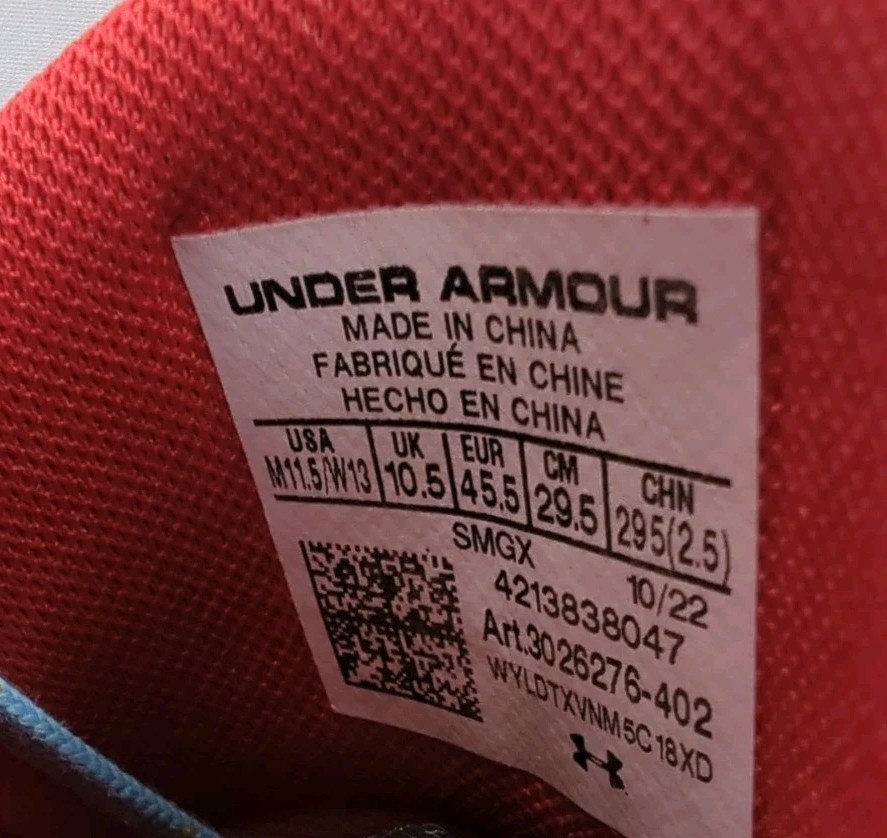 UNDER ARMOUR
MADE IN CHINA
FABRIQUÉ EN CHINE
HECHO EN CHINA
USA UK EUR CM CHN
M11.5/W13 10.5 45.5 29.5 295(2.5)
SMGX 10/22
4213838047
Art.3026276-402
WYLDTXVNM5C18XD